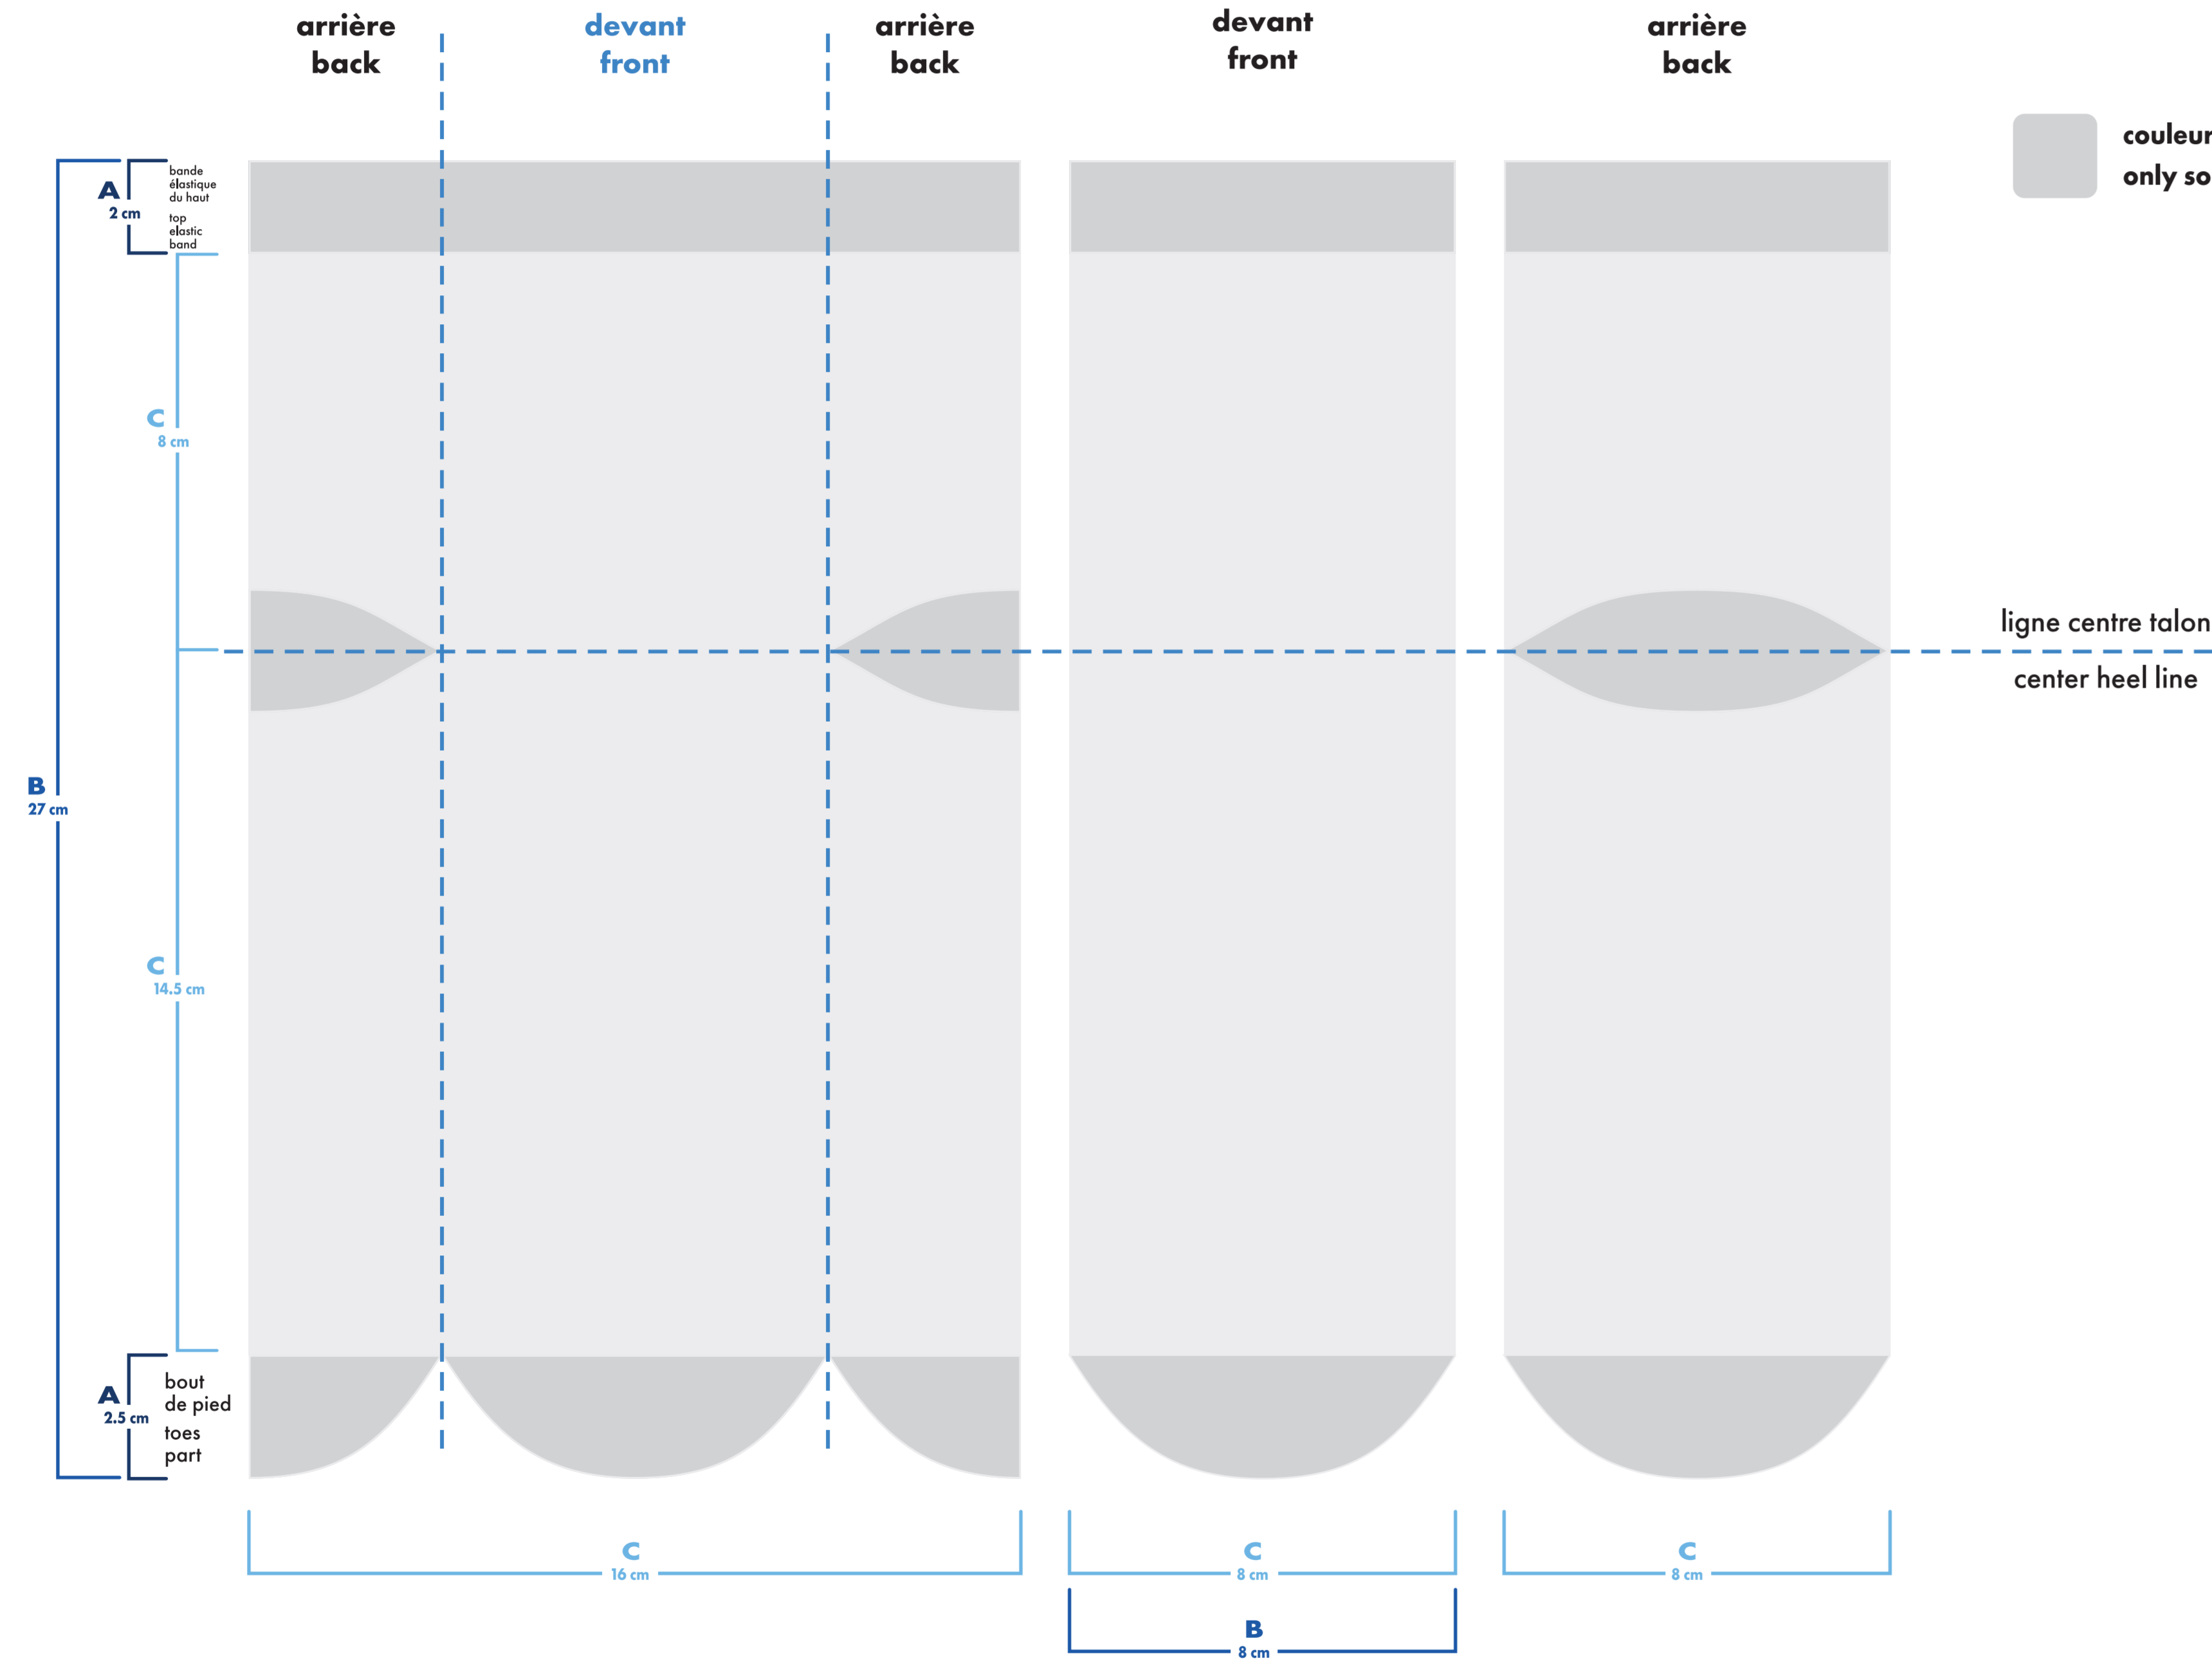 arrière
back
devant
front
arrière
back
devant
front
arrière
back
couleur
only so
A
2 cm
bande
élastique
du haut
top
elastic
band
C
8 cm
ligne centre talon
center heel line
B
27 cm
C
14.5 cm
A
2.5 cm
bout
de pied
toes
part
C
16 cm
C
8 cm
C
8 cm
B
8 cm